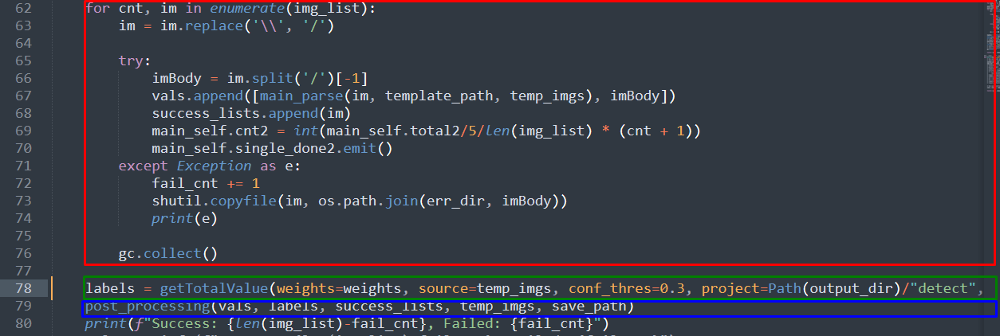 62 for cnt, im in enumerate(img_list):
63     im = im.replace('\\', '/')
64
65     try:
66         imBody = im.split('/')[-1]
67         vals.append([main_parse(im, template_path, temp_imgs), imBody])
68         success_lists.append(im)
69         main_self.cnt2 = int(main_self.total2/5/len(img_list) * (cnt + 1))
70         main_self.single_done2.emit()
71     except Exception as e:
72         fail_cnt += 1
73         shutil.copyfile(im, os.path.join(err_dir, imBody))
74         print(e)
75
76     gc.collect()
77
78 labels = getTotalValue(weights=weights, source=temp_imgs, conf_thres=0.3, project=Path(output_dir)/"detect",
79 post_processing(vals, labels, success_lists, temp_imgs, save_path)
80 print(f"Success: {len(img_list)-fail_cnt}, Failed: {fail_cnt}")